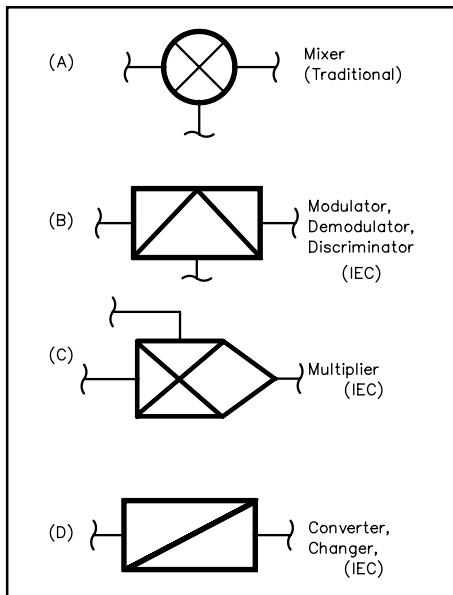 (A)
Mixer
(Traditional)
(B)
Modulator,
Demodulator,
Discriminator
(IEC)
(C)
Multiplier
(IEC)
(D)
Converter,
Changer,
(IEC)